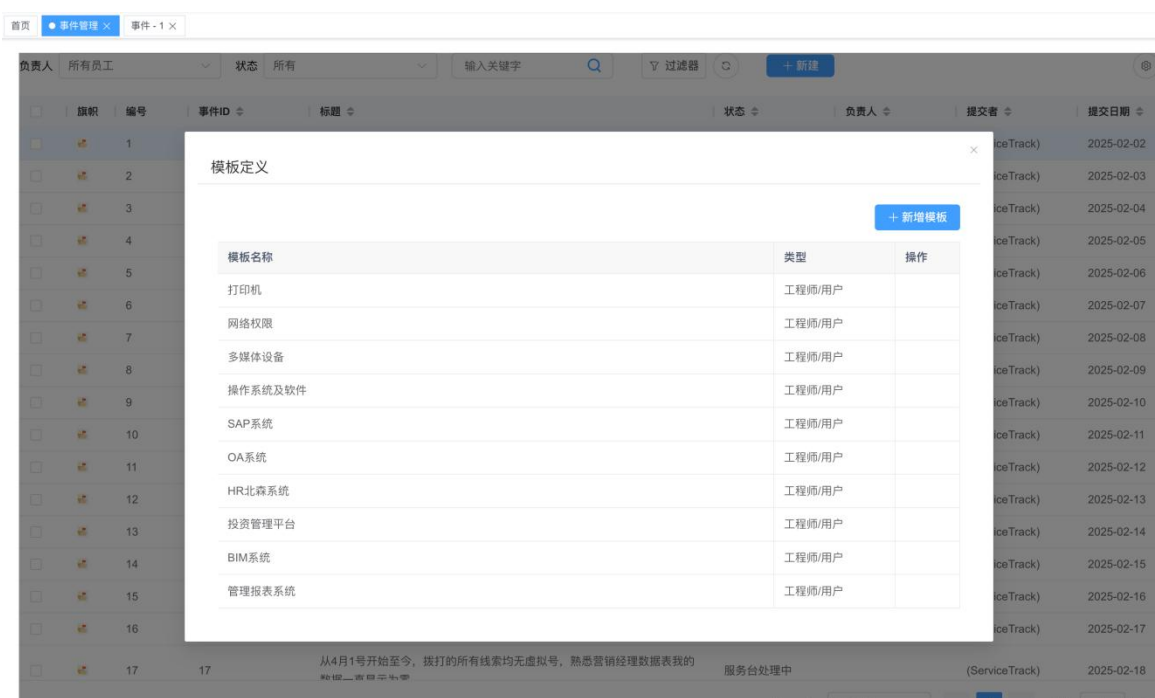 首页 事件管理 × 事件 - 1 ×
负责人 所有员工 状态 所有 输入关键字 过滤器 + 新建
旗帜 编号 事件ID 标题 状态 负责人 提交者 提交日期
1 iceTrack) 2025-02-02
模板定义 ×
2 iceTrack) 2025-02-03
3 iceTrack) 2025-02-04
+ 新增模板
4 iceTrack) 2025-02-05
模板名称 类型 操作
5 iceTrack) 2025-02-06
打印机 工程师/用户
6 iceTrack) 2025-02-07
网络权限 工程师/用户
7 iceTrack) 2025-02-08
多媒体设备 工程师/用户
8 iceTrack) 2025-02-09
操作系统及软件 工程师/用户
9 iceTrack) 2025-02-10
SAP系统 工程师/用户
10 iceTrack) 2025-02-11
OA系统 工程师/用户
11 iceTrack) 2025-02-12
HR北森系统 工程师/用户
12 iceTrack) 2025-02-13
投资管理平台 工程师/用户
13 iceTrack) 2025-02-14
BIM系统 工程师/用户
14 iceTrack) 2025-02-15
管理报表系统 工程师/用户
15 iceTrack) 2025-02-16
16 iceTrack) 2025-02-17
从4月1号开始至今，拨打的所有线索均无虚拟号，熟悉营销经理数据表我的
17 17 服务台处理中 (ServiceTrack) 2025-02-18
数据一直显示为零